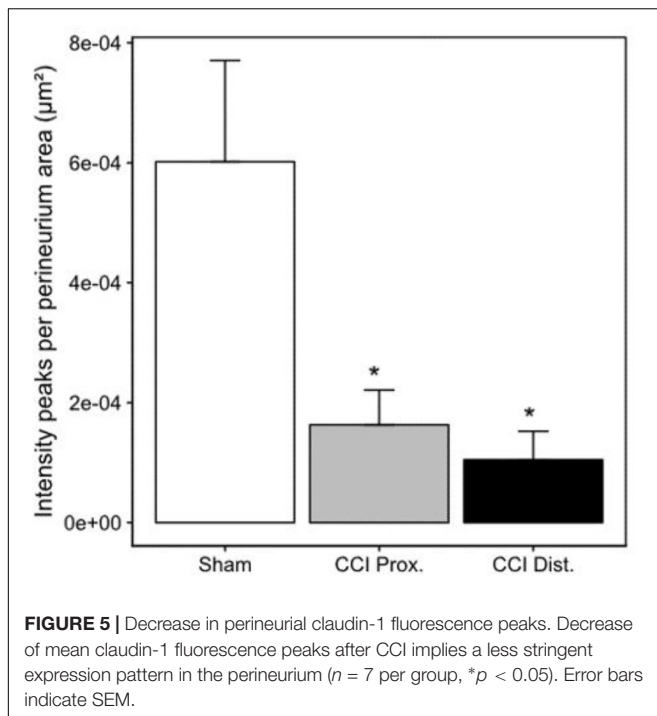 Intensity peaks per perineurium area (µm²)
8e-04
6e-04
4e-04
2e-04
0e+00
*
*
Sham CCI Prox. CCI Dist.
FIGURE 5 | Decrease in perineurial claudin-1 fluorescence peaks. Decrease
of mean claudin-1 fluorescence peaks after CCI implies a less stringent
expression pattern in the perineurium (n = 7 per group, *p < 0.05). Error bars
indicate SEM.